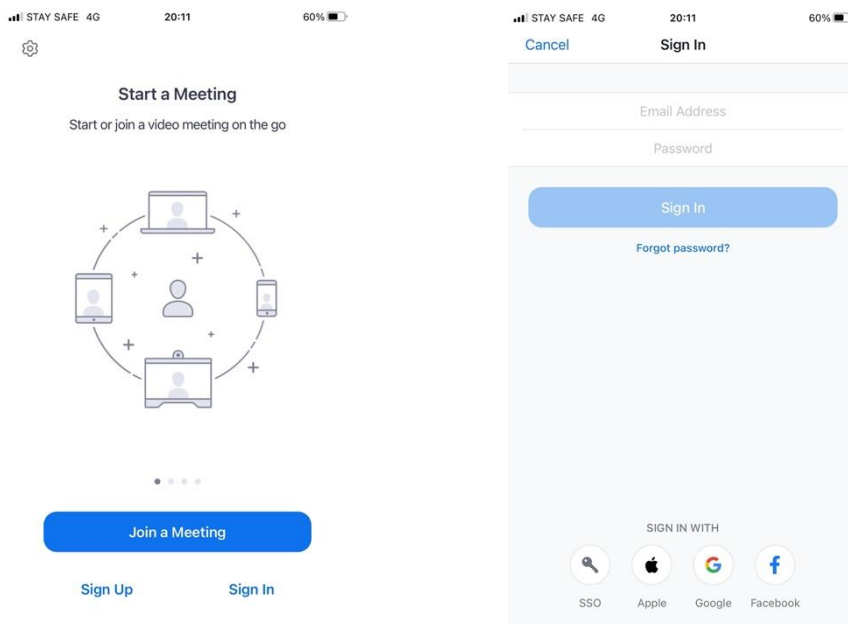 STAY SAFE 4G 20:11 60%
Start a Meeting
Start or join a video meeting on the go
Join a Meeting
Sign Up Sign In
STAY SAFE 4G 20:11 60%
Cancel Sign In
Email Address
Password
Sign In
Forgot password?
SIGN IN WITH
SSO Apple Google Facebook